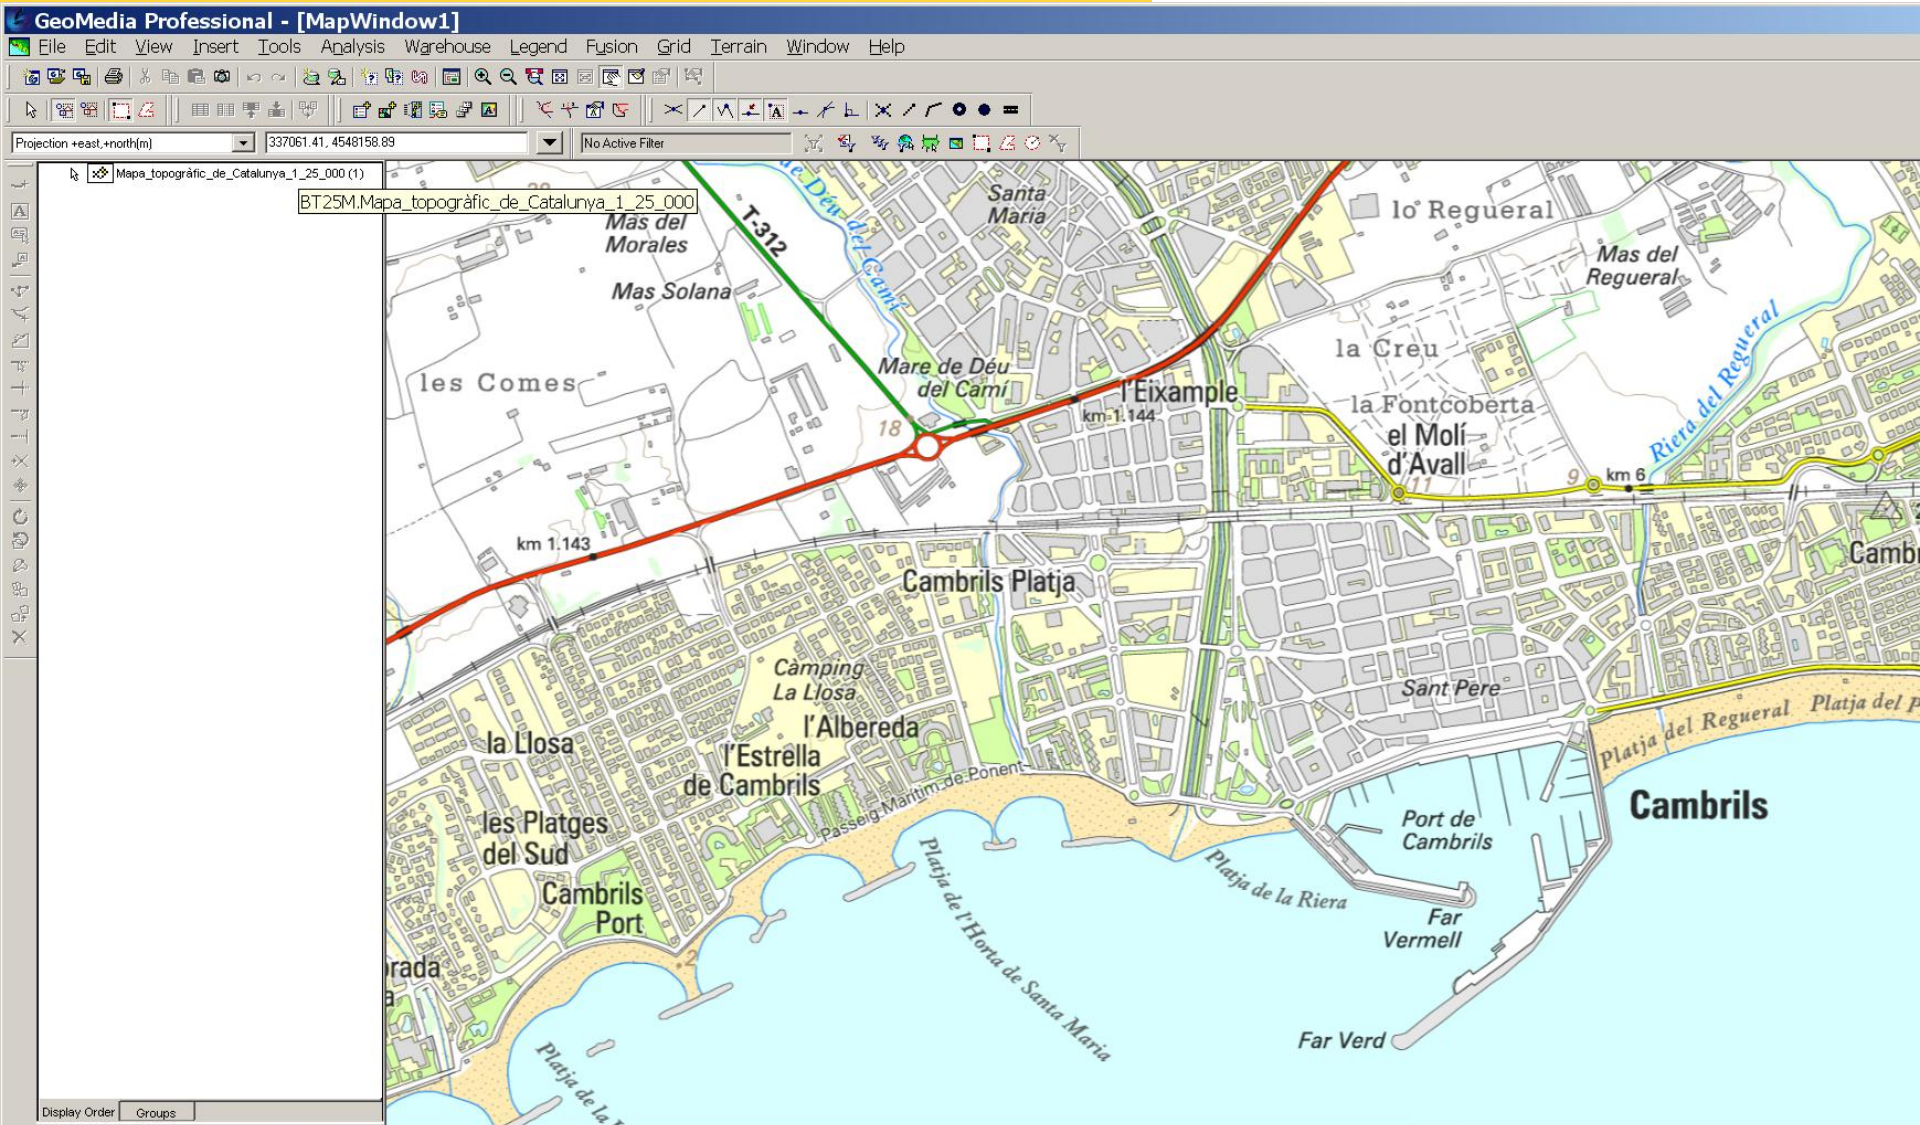 GeoMedia Professional - [MapWindow1]
File Edit View Insert Tools Analysis Warehouse Legend Fusion Grid Terrain Window Help
Projection +east,+north(m)
337061.41, 4548158.89
No Active Filter
Mapa_topogràfic_de_Catalunya_1_25_000 (1)
BT25M.Mapa_topogràfic_de_Catalunya_1_25_000
Mas del
Morales
T-312
Santa
Maria
lo Regueral
Mas del
Regueral
Mas Solana
les Comes
Mare de Déu
del Camí
l'Eixample
km 1.144
la Creu
la Fontcoberta
el Molí
d'Avall
Riera del Regueral
18
11
9
km 6
km 1.143
Cambrils Platja
Càmping
La Llosa
l'Albereda
la Llosa
l'Estrella
de Cambrils
Passeig Marítim de Ponent
Sant Pere
Platja del Regueral
les Platges
del Sud
Cambrils
Port
2
Platja de l'Horta de Santa Maria
Platja de la Riera
Port de
Cambrils
Cambrils
Far
Vermell
Far Verd
Display Order
Groups